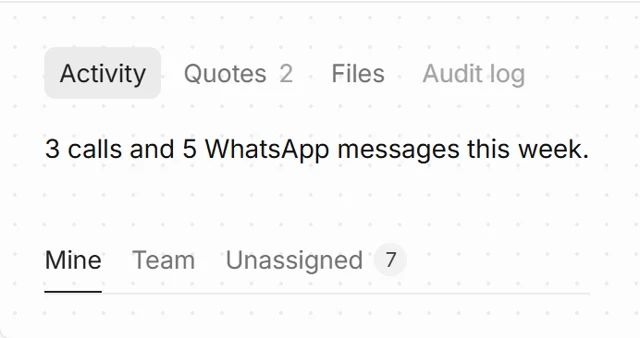 Activity Quotes 2 Files Audit log
3 calls and 5 WhatsApp messages this week.
Mine Team Unassigned 7